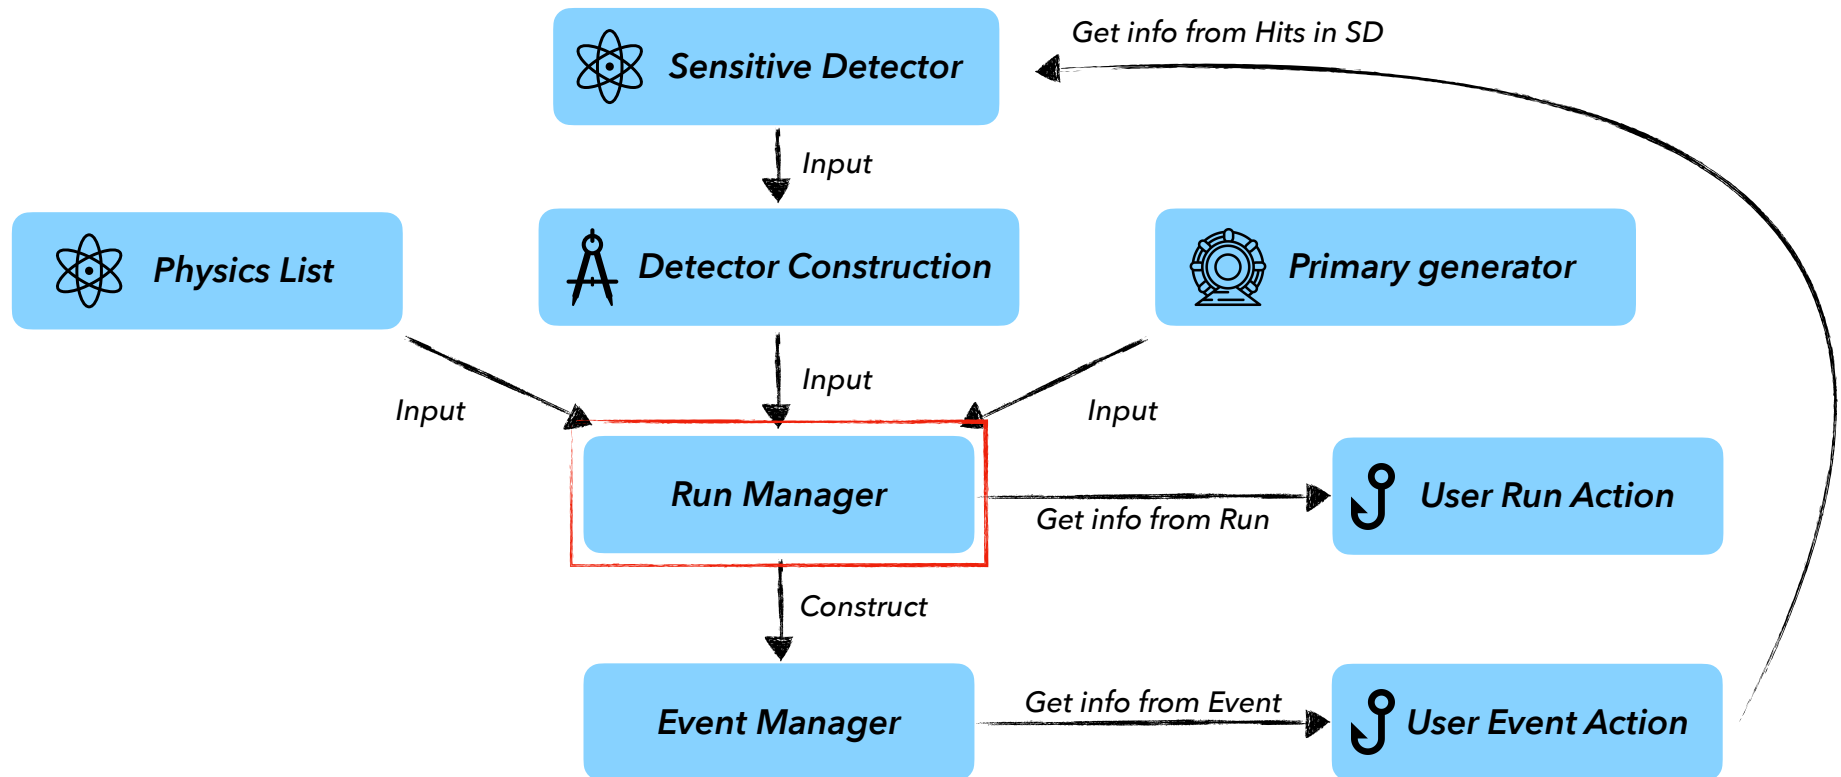 Get info from Hits in SD
Sensitive Detector
Input
Physics List
Detector Construction
Primary generator
Input
Input
Input
Run Manager
User Run Action
Get info from Run
Construct
Get info from Event
Event Manager
User Event Action